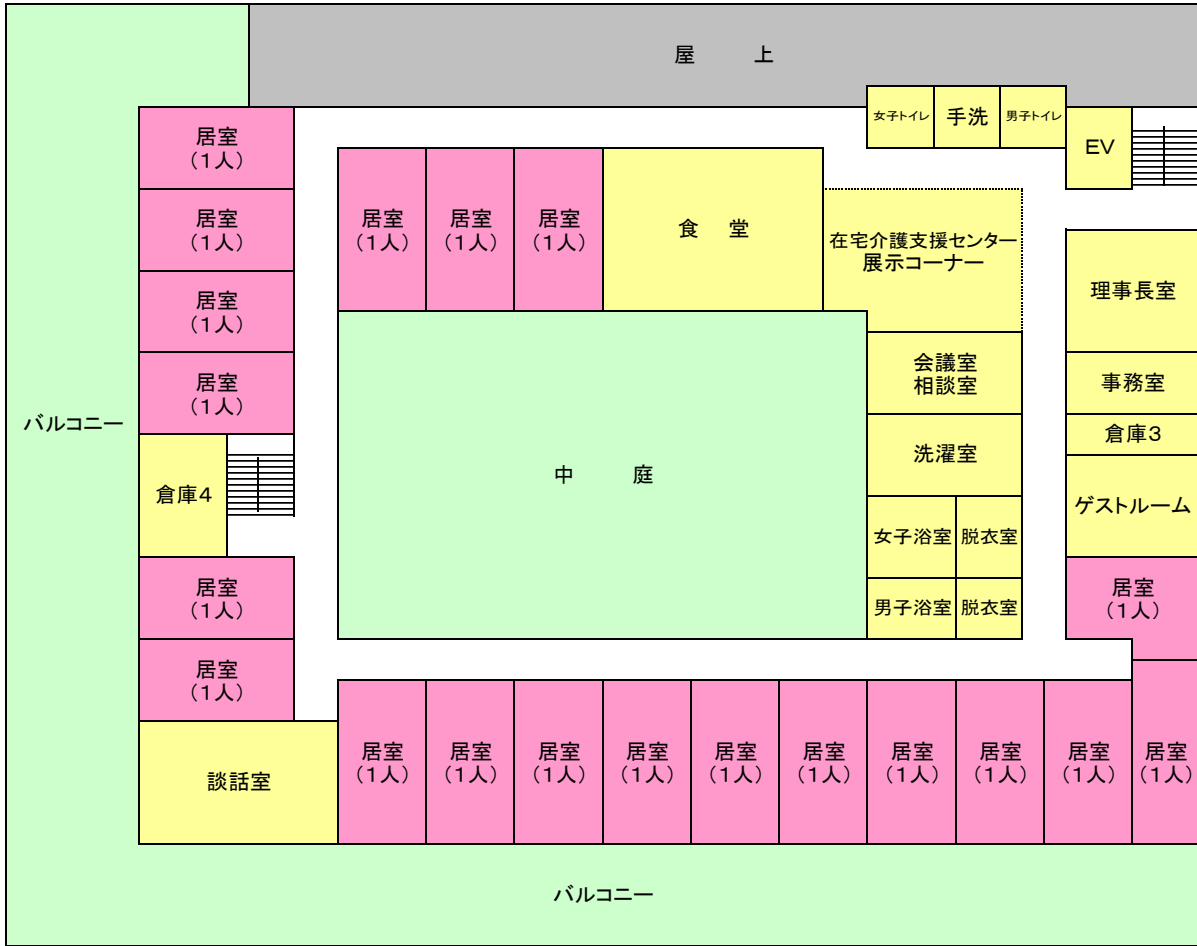 屋　上
女子トイレ
手洗
男子トイレ
EV
居室
(1人)
居室
(1人)
居室
(1人)
居室
(1人)
食　堂
在宅介護支援センター
展示コーナー
居室
(1人)
理事長室
居室
(1人)
会議室
相談室
事務室
居室
(1人)
バルコニー
倉庫3
洗濯室
中　庭
倉庫4
ゲストルーム
女子浴室
脱衣室
居室
(1人)
居室
(1人)
男子浴室
脱衣室
居室
(1人)
談話室
居室
(1人)
居室
(1人)
居室
(1人)
居室
(1人)
居室
(1人)
居室
(1人)
居室
(1人)
居室
(1人)
居室
(1人)
居室
(1人)
バルコニー